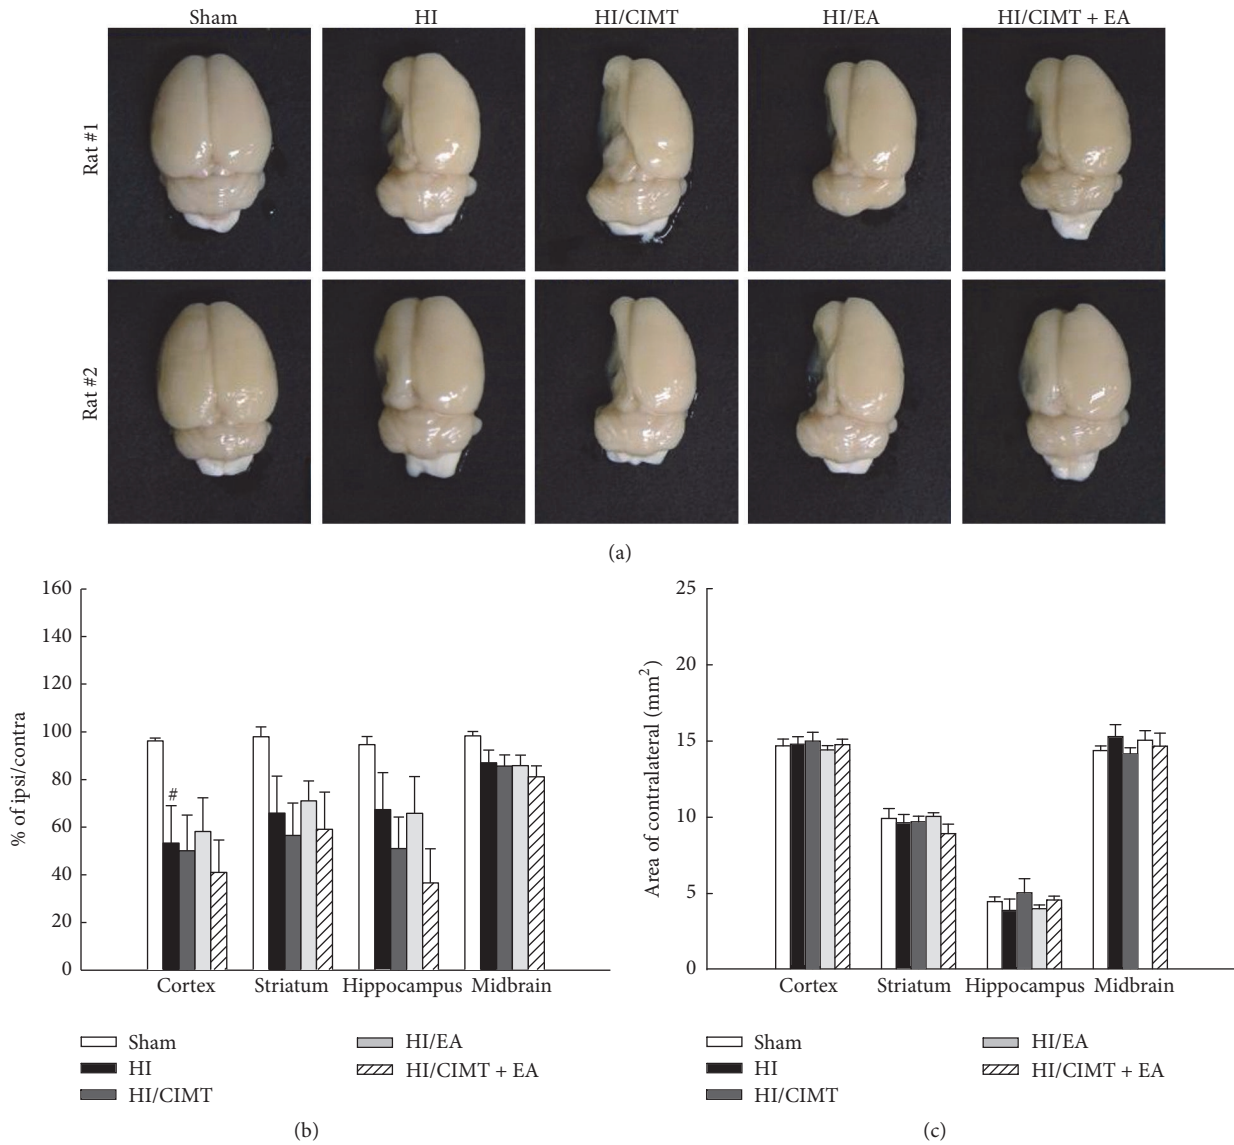 Sham HI HI/CIMT HI/EA HI/CIMT + EA
Rat #1
Rat #2
(a)
% of ipsi/contra
160
140
120
100
80
60
40
20
0
#
Cortex Striatum Hippocampus Midbrain
Sham
HI
HI/CIMT
HI/EA
HI/CIMT + EA
(b)
Area of contralateral (mm²)
25
20
15
10
5
0
Cortex Striatum Hippocampus Midbrain
Sham
HI
HI/CIMT
HI/EA
HI/CIMT + EA
(c)